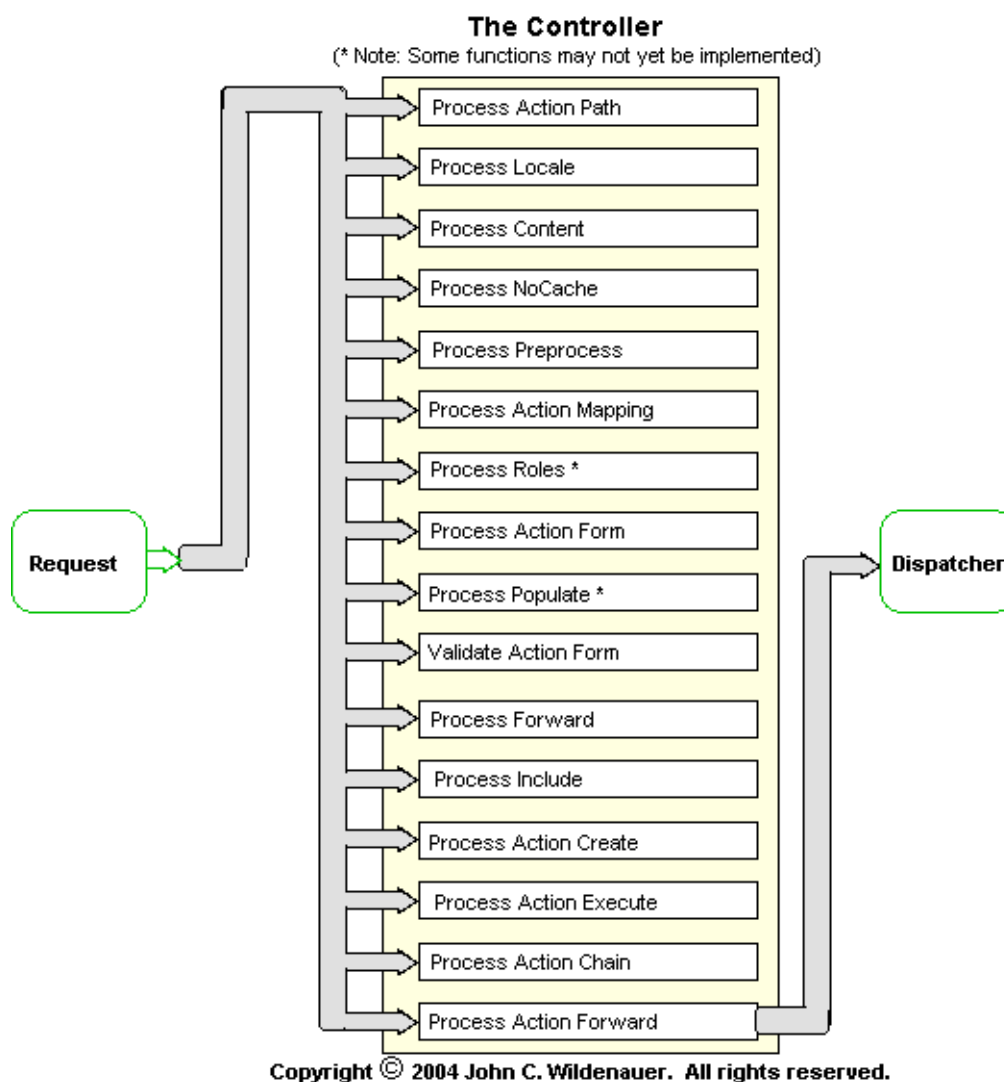 The Controller
(* Note: Some functions may not yet be implemented)
Process Action Path
Process Locale
Process Content
Process NoCache
Process Preprocess
Process Action Mapping
Process Roles *
Process Action Form
Request
Dispatcher
Process Populate *
Validate Action Form
Process Forward
Process Include
Process Action Create
Process Action Execute
Process Action Chain
Process Action Forward
Copyright © 2004 John C. Wildenauer. All rights reserved.